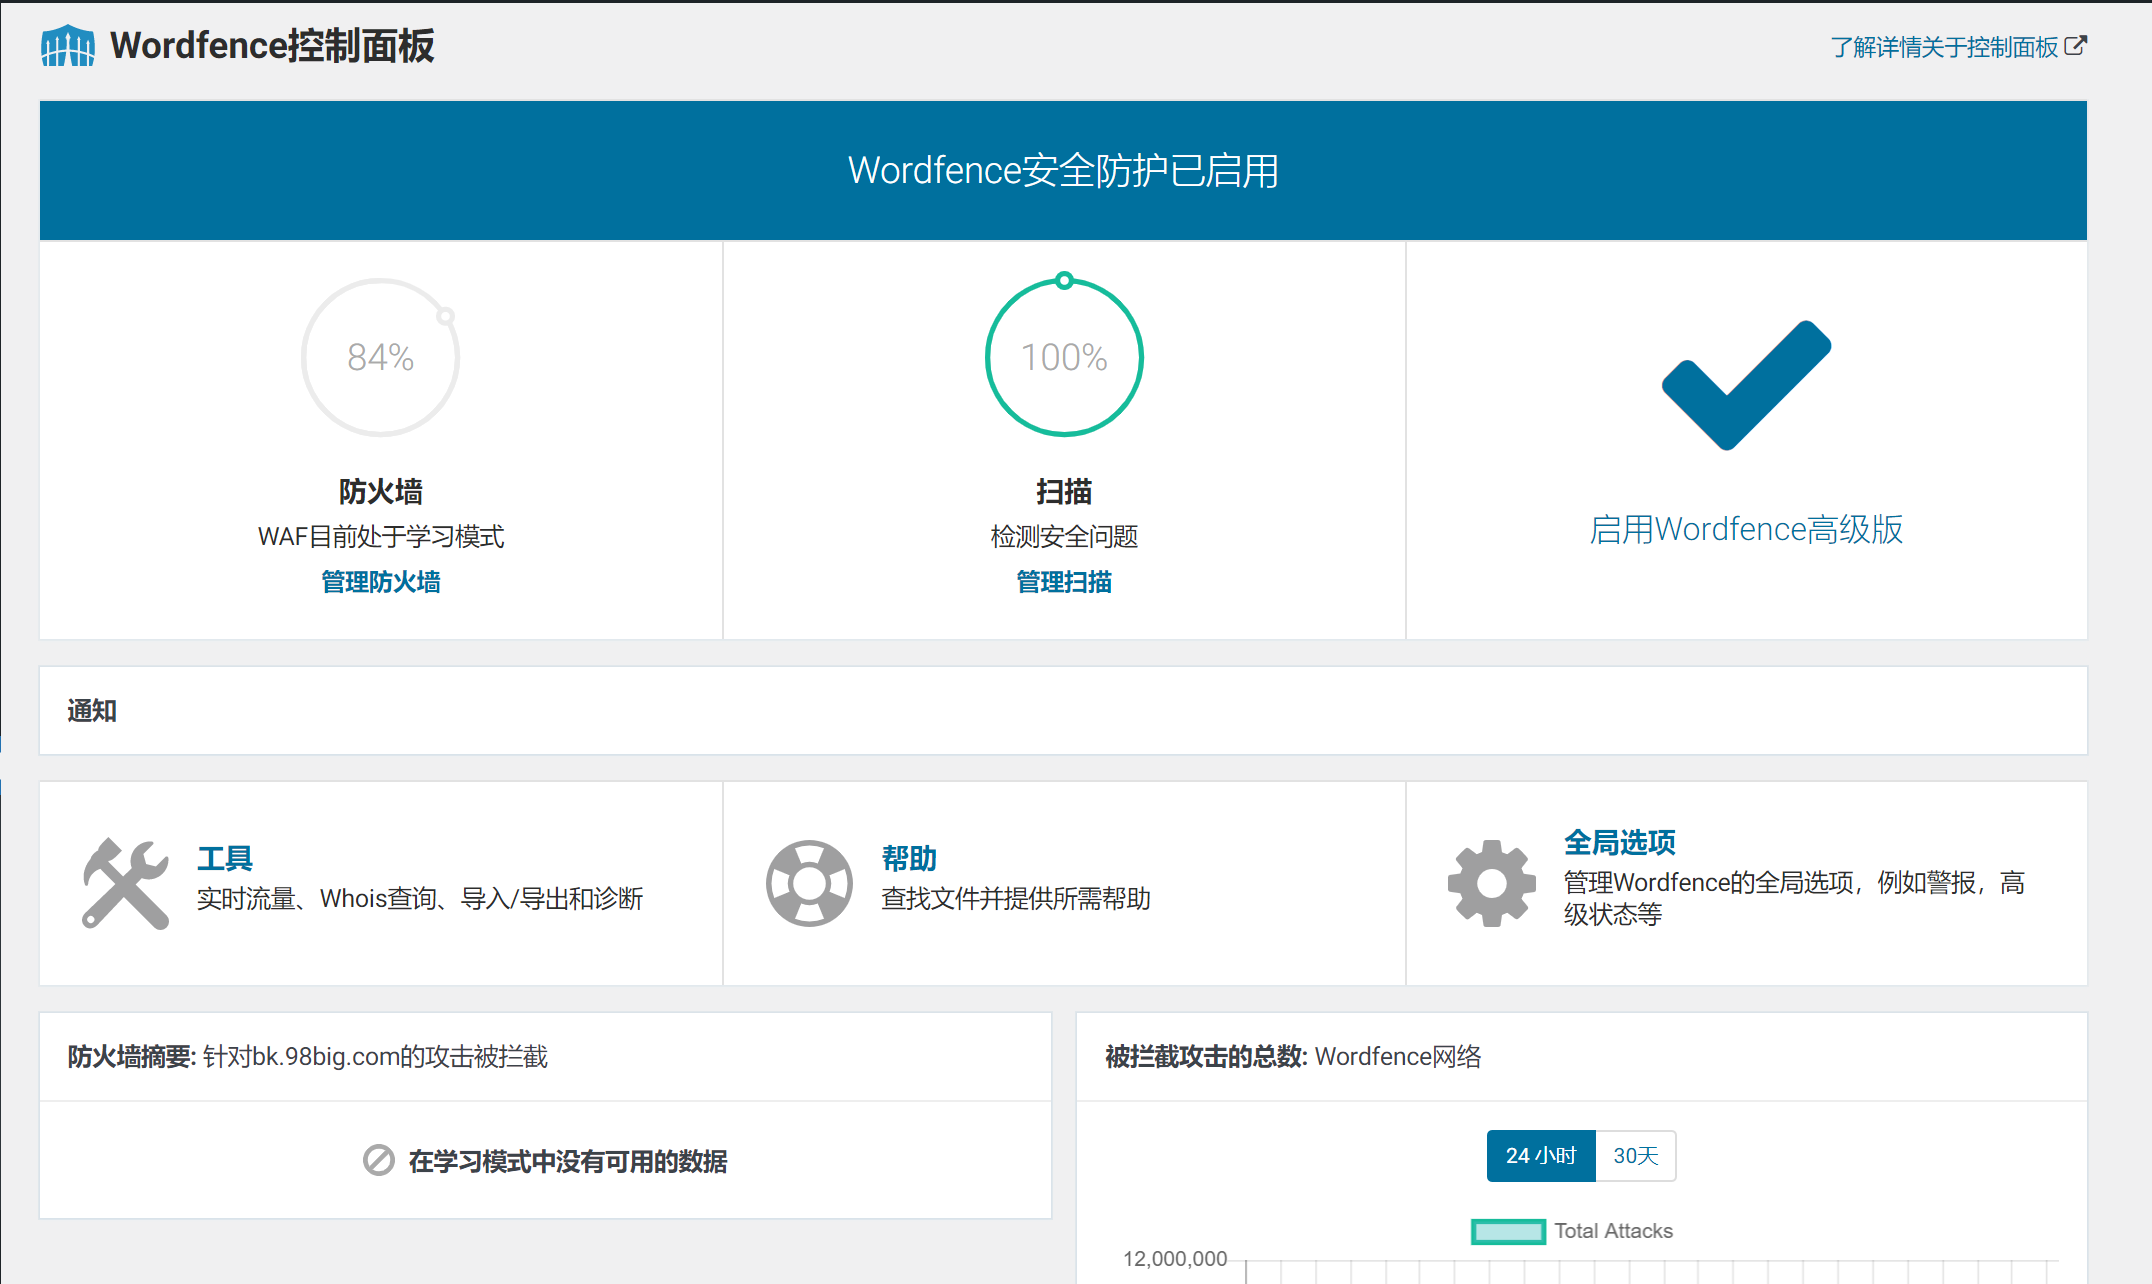 Wordfence控制面板
了解详情关于控制面板
Wordfence安全防护已启用
84%
防火墙
WAF目前处于学习模式
管理防火墙
100%
扫描
检测安全问题
管理扫描
启用Wordfence高级版
通知
工具
实时流量、Whois查询、导入/导出和诊断
帮助
查找文件并提供所需帮助
全局选项
管理Wordfence的全局选项，例如警报，高
级状态等
防火墙摘要: 针对bk.98big.com的攻击被拦截
在学习模式中没有可用的数据
被拦截攻击的总数: Wordfence网络
24 小时
30天
Total Attacks
12,000,000